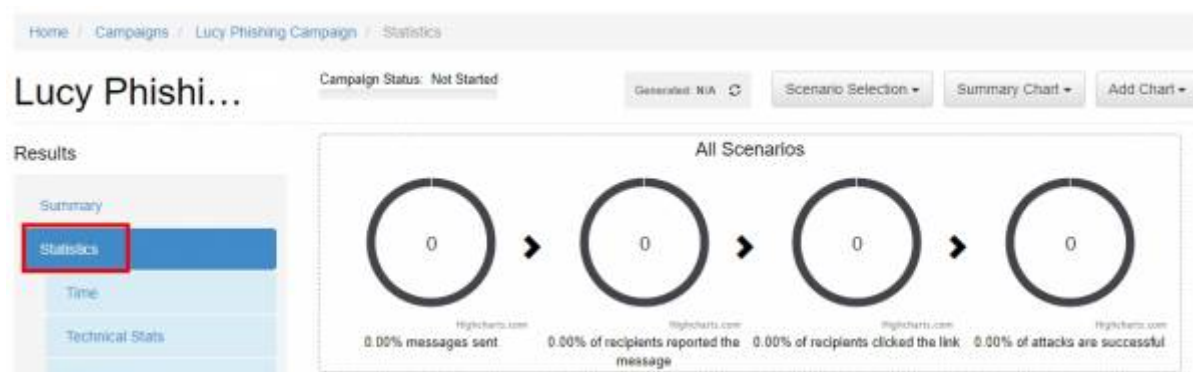 Home / Campaigns / Lucy Phishing Campaign / Statistics
Lucy Phishi...
Campaign Status: Not Started
Generated: N/A
Scenario Selection
Summary Chart
Add Chart
Results
Summary
Statistics
Time
Technical Stats
All Scenarios
0
0
0
0
Highcharts.com
Highcharts.com
Highcharts.com
Highcharts.com
0.00% messages sent
0.00% of recipients reported the
message
0.00% of recipients clicked the link
0.00% of attacks are successful